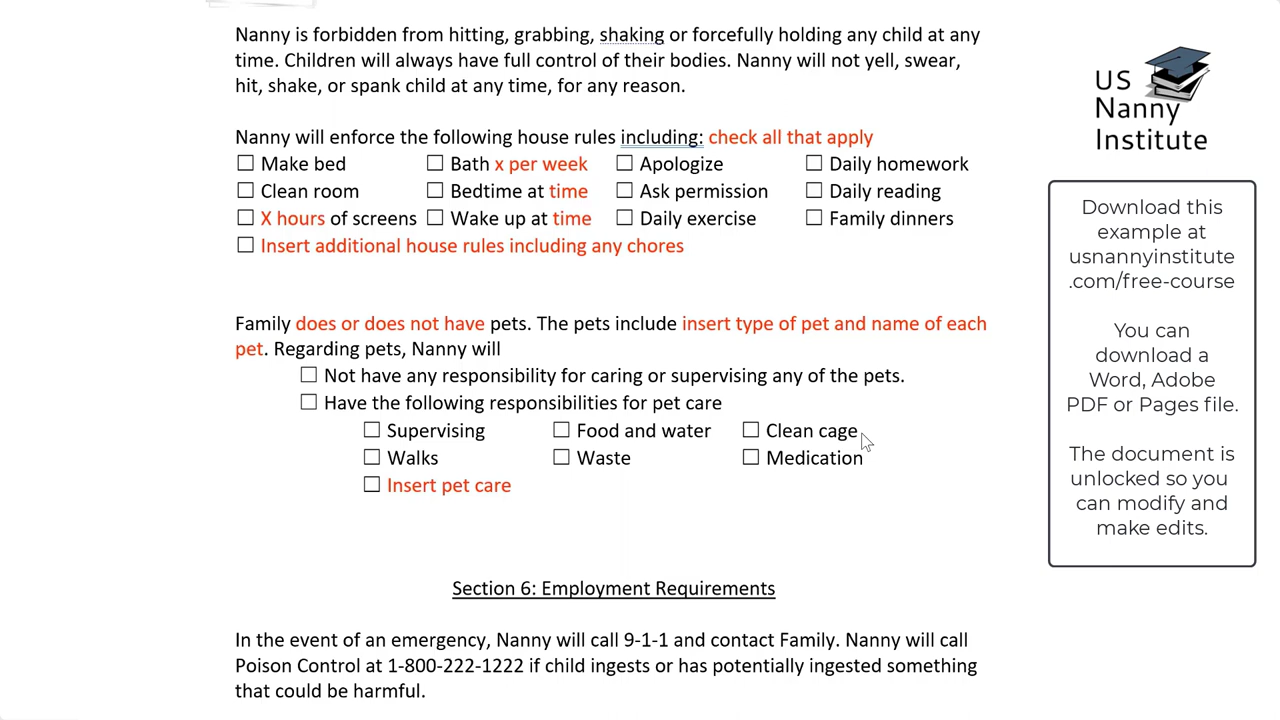 Nanny is forbidden from hitting, grabbing, shaking or forcefully holding any child at any
time. Children will always have full control of their bodies. Nanny will not yell, swear,
hit, shake, or spank child at any time, for any reason.
Nanny will enforce the following house rules including: check all that apply
☐ Make bed ☐ Bath x per week ☐ Apologize ☐ Daily homework
☐ Clean room ☐ Bedtime at time ☐ Ask permission ☐ Daily reading
☐ X hours of screens ☐ Wake up at time ☐ Daily exercise ☐ Family dinners
☐ Insert additional house rules including any chores
Family does or does not have pets. The pets include insert type of pet and name of each
pet. Regarding pets, Nanny will
☐ Not have any responsibility for caring or supervising any of the pets.
☐ Have the following responsibilities for pet care
☐ Supervising ☐ Food and water ☐ Clean cage
☐ Walks ☐ Waste ☐ Medication
☐ Insert pet care
Section 6: Employment Requirements
In the event of an emergency, Nanny will call 9-1-1 and contact Family. Nanny will call
Poison Control at 1-800-222-1222 if child ingests or has potentially ingested something
that could be harmful.
US
Nanny
Institute
Download this
example at
usnannyinstitute
.com/free-course
You can
download a
Word, Adobe
PDF or Pages file.
The document is
unlocked so you
can modify and
make edits.